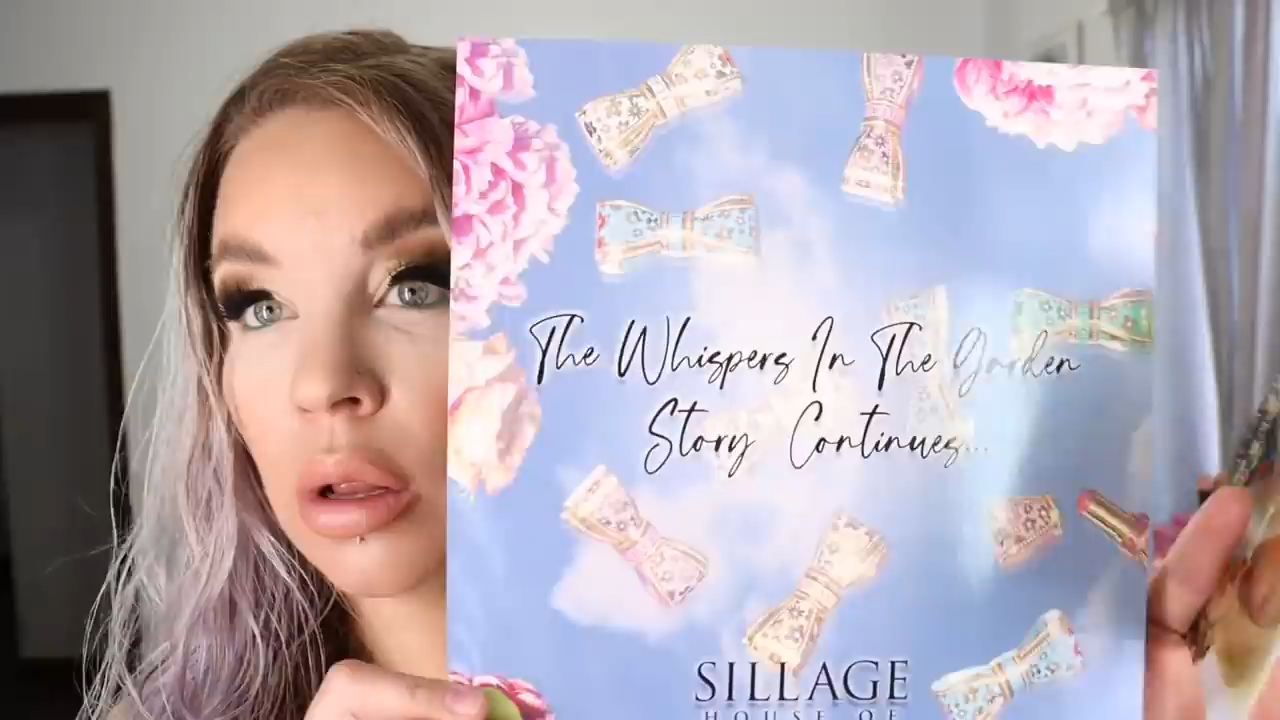 The Whispers In The Garden
Story Continues...
SILLAGE
HOUSE OF